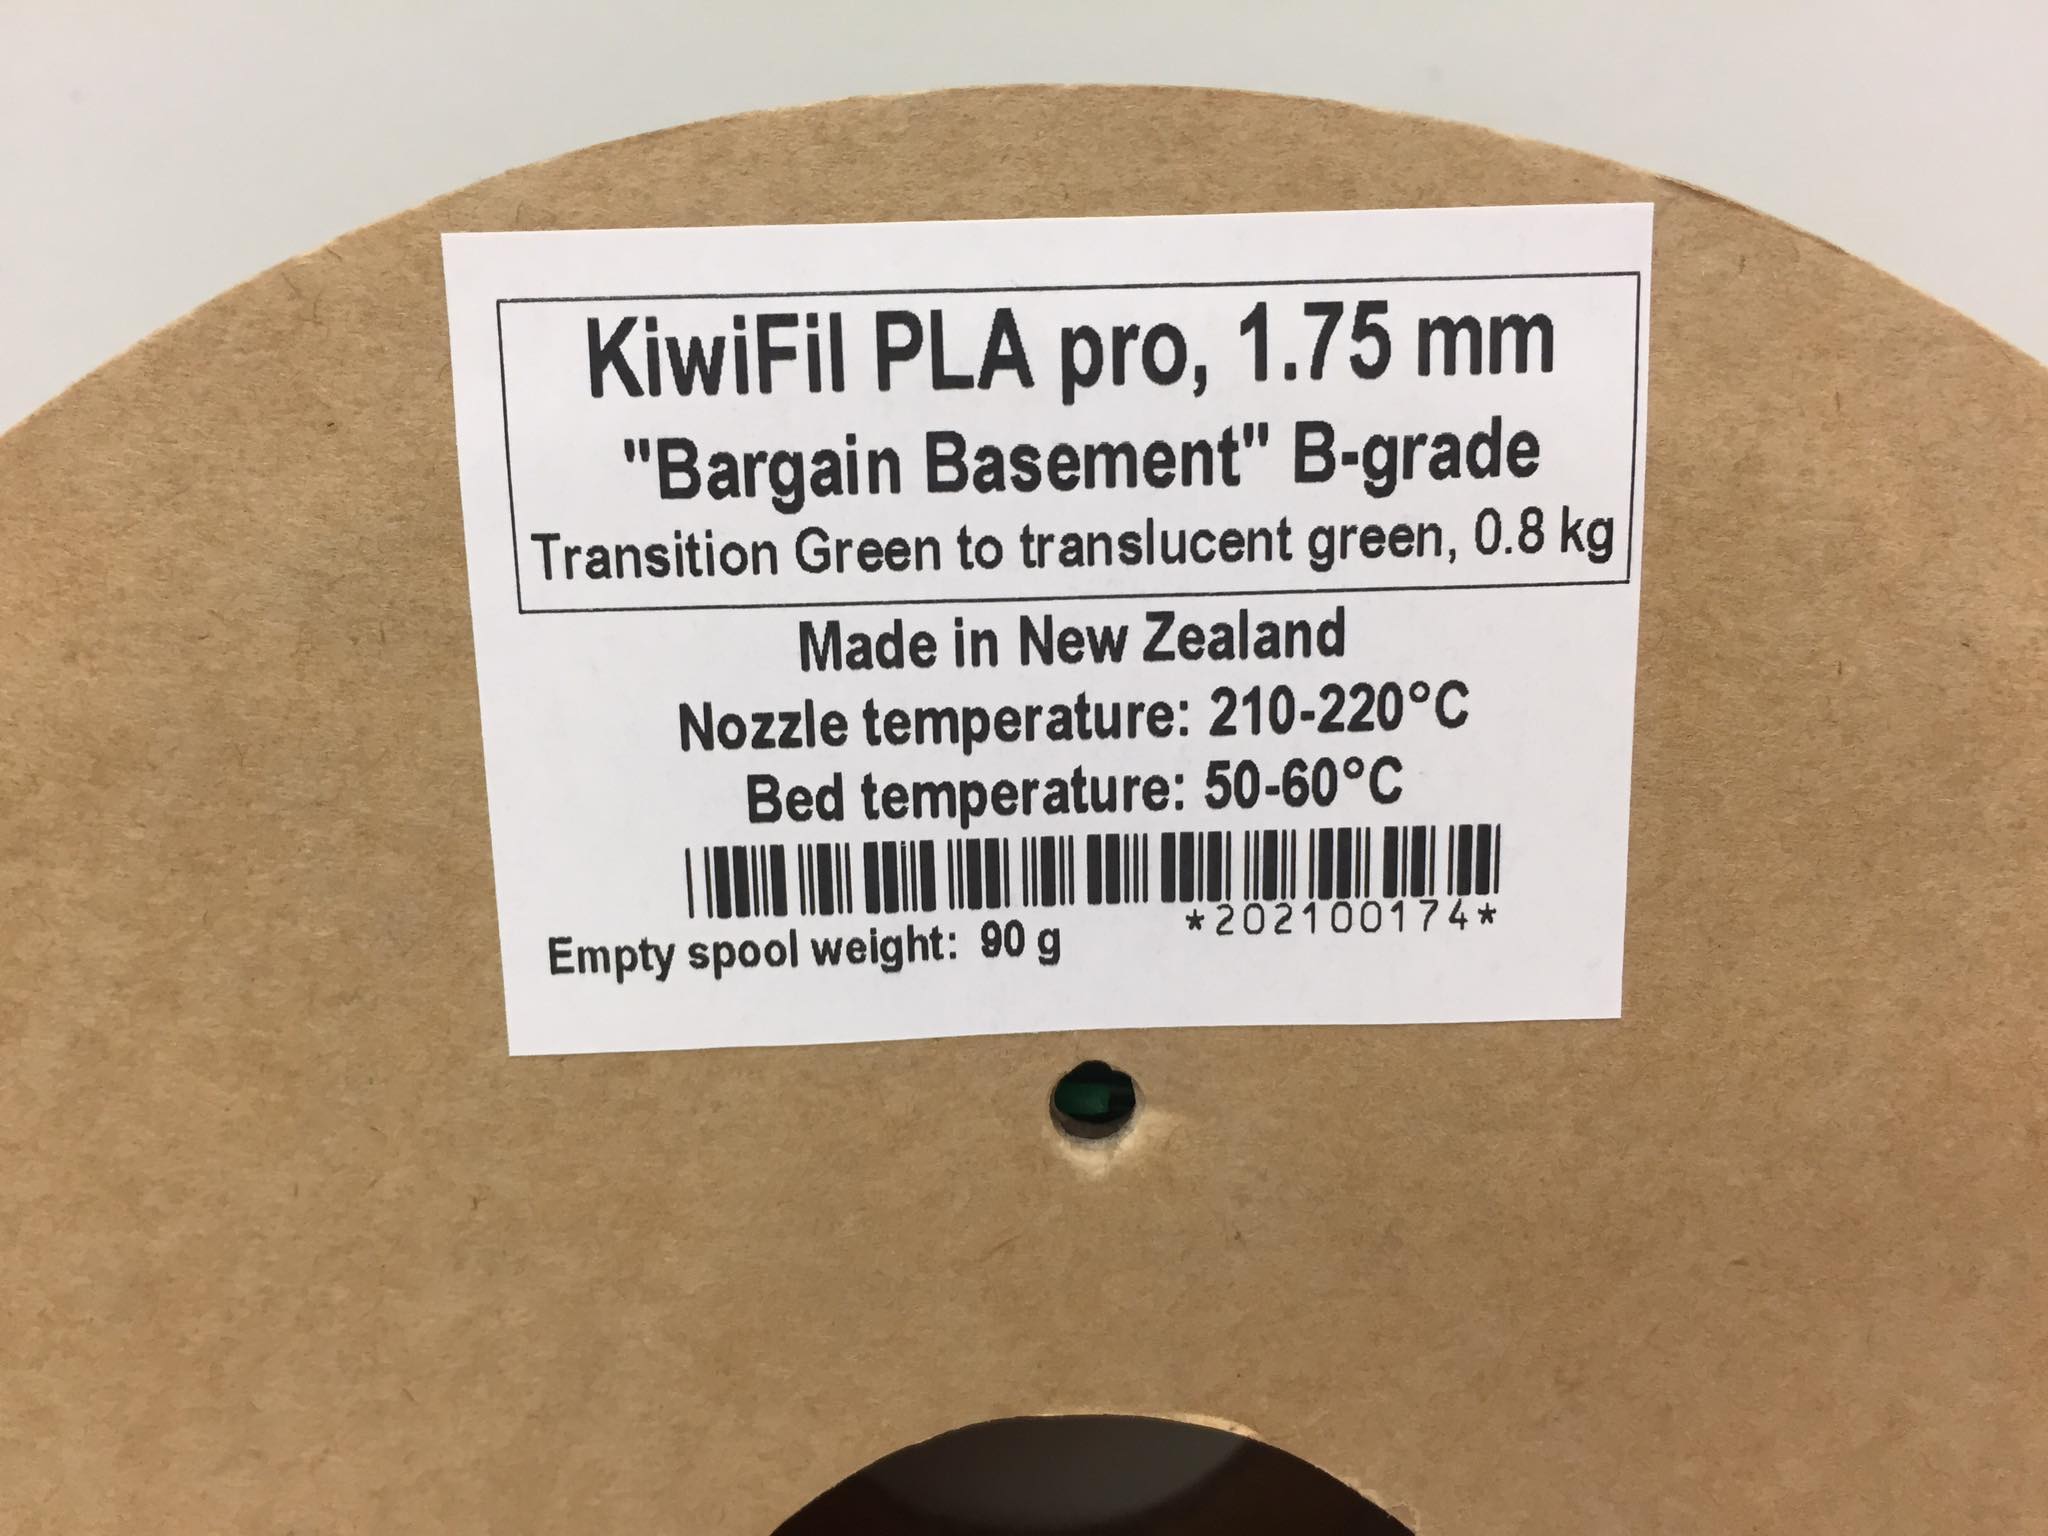 KiwiFil PLA pro, 1.75 mm
"Bargain Basement" B-grade
Transition Green to translucent green, 0.8 kg
Made in New Zealand
Nozzle temperature: 210-220°C
Bed temperature: 50-60°C
*202100174*
Empty spool weight: 90 g